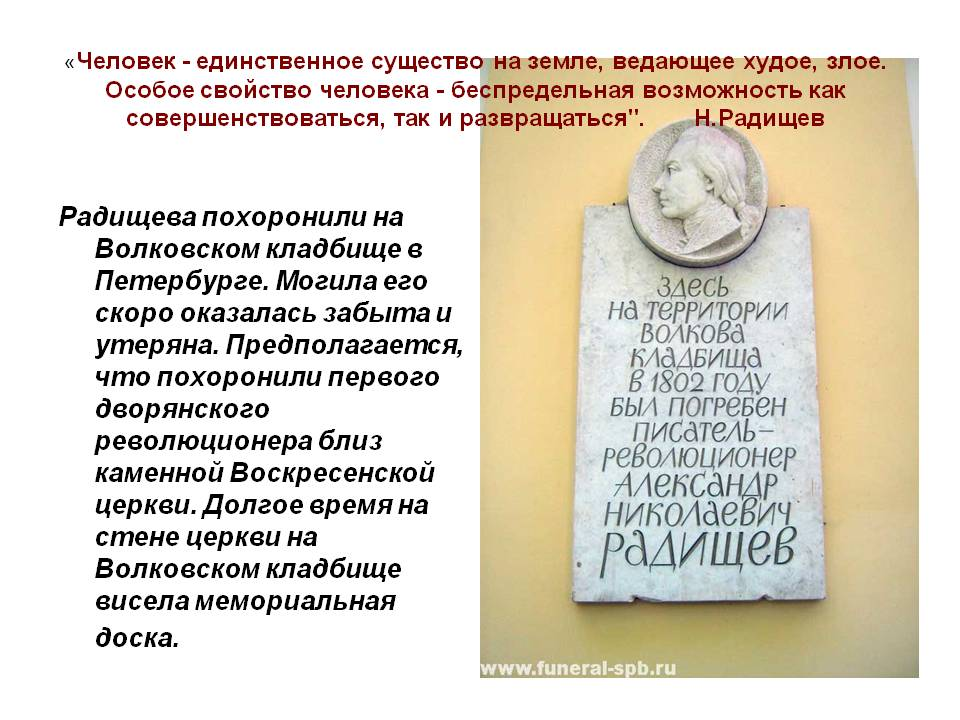 «Человек - единственное существо на земле, ведающее худое, злое.
Особое свойство человека - беспредельная возможность как
совершенствоваться, так и развращаться". Н.Радищев
Радищева похоронили на
Волковском кладбище в
Петербурге. Могила его
скоро оказалась забыта и
утеряна. Предполагается,
что похоронили первого
дворянского
революционера близ
каменной Воскресенской
церкви. Долгое время на
стене церкви на
Волковском кладбище
висела мемориальная
доска.
ЗДЕСЬ
НА ТЕРРИТОРИИ
ВОЛКОВА
КЛАДБИЩА
В 1802 ГОДУ
БЫЛ ПОГРЕБЕН
ПИСАТЕЛЬ-
РЕВОЛЮЦИОНЕР
АЛЕКСАНДР
НИКОЛАЕВИЧ
РАДИЩЕВ
www.funeral-spb.ru